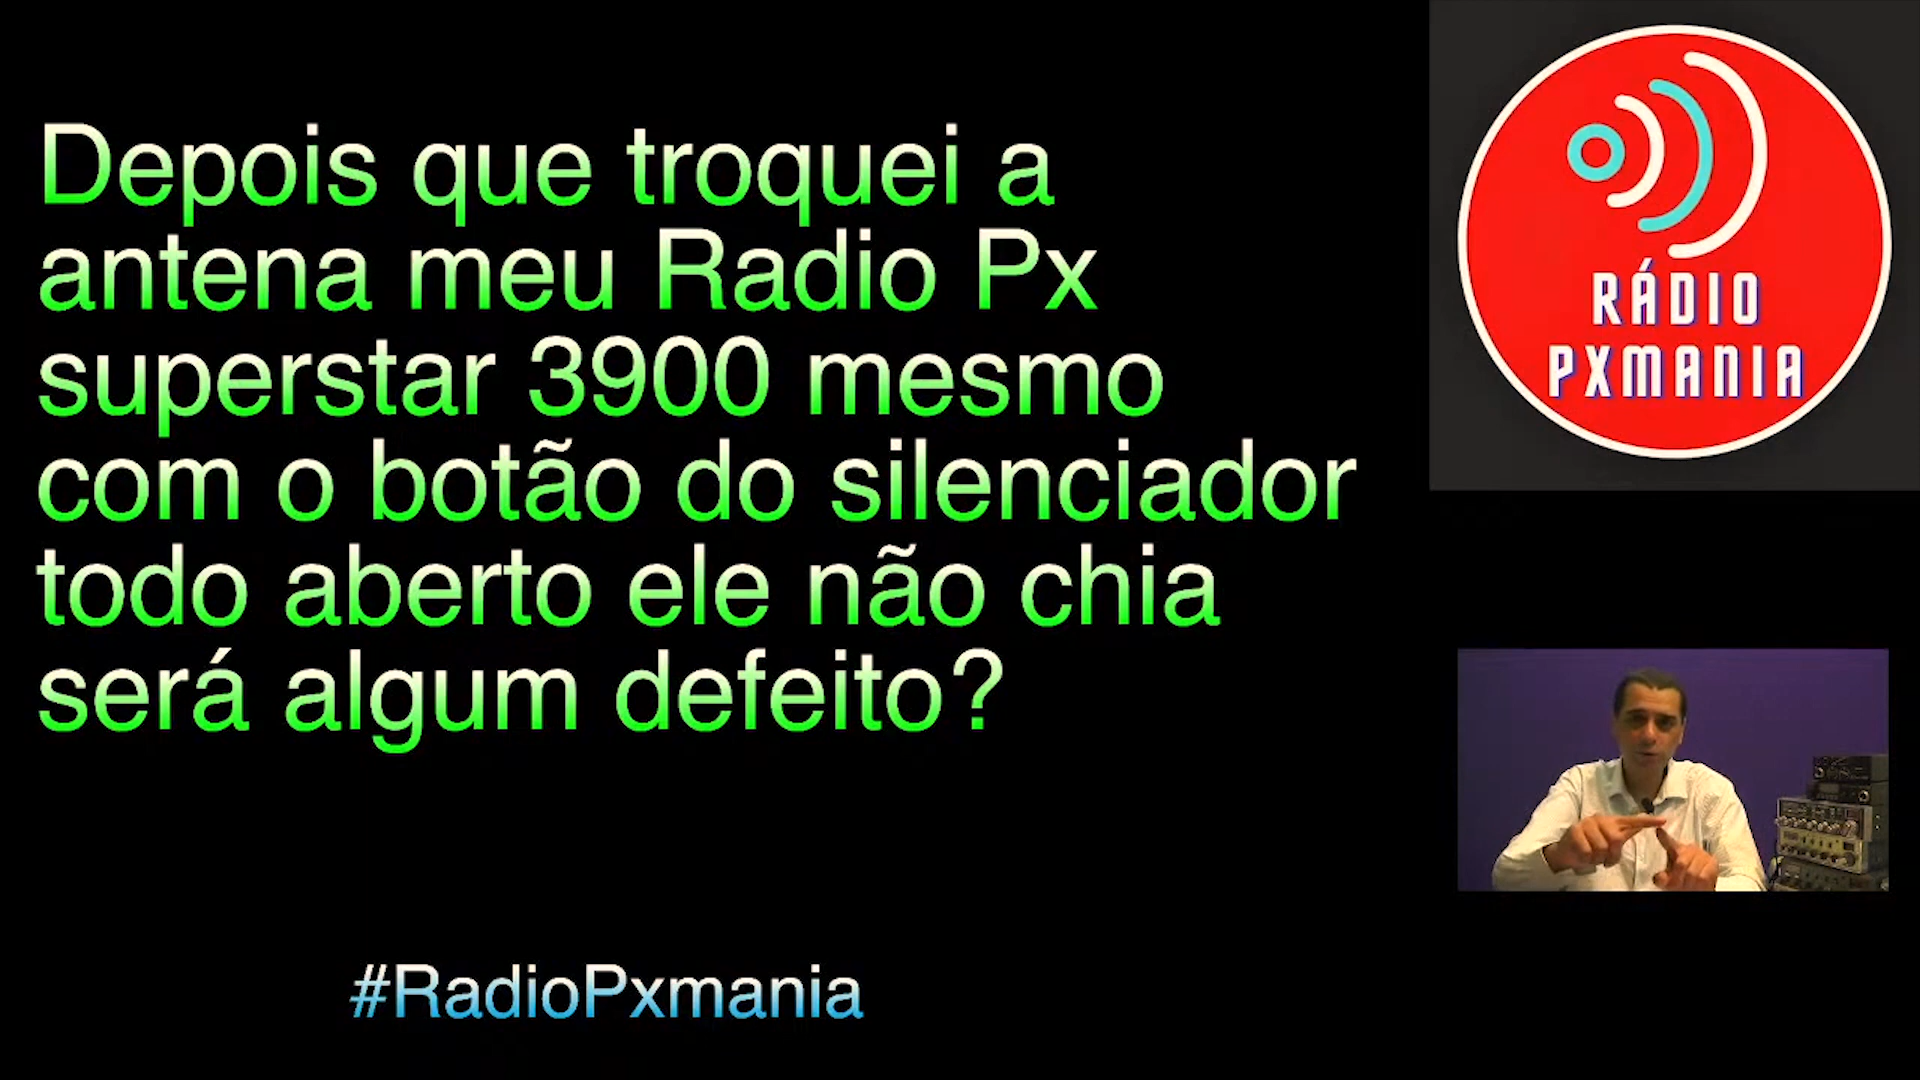 Depois que troquei a
antena meu Radio Px
superstar 3900 mesmo
com o botão do silenciador
todo aberto ele não chia
será algum defeito?
#RadioPxmania
RÁDIO
PXMANIA